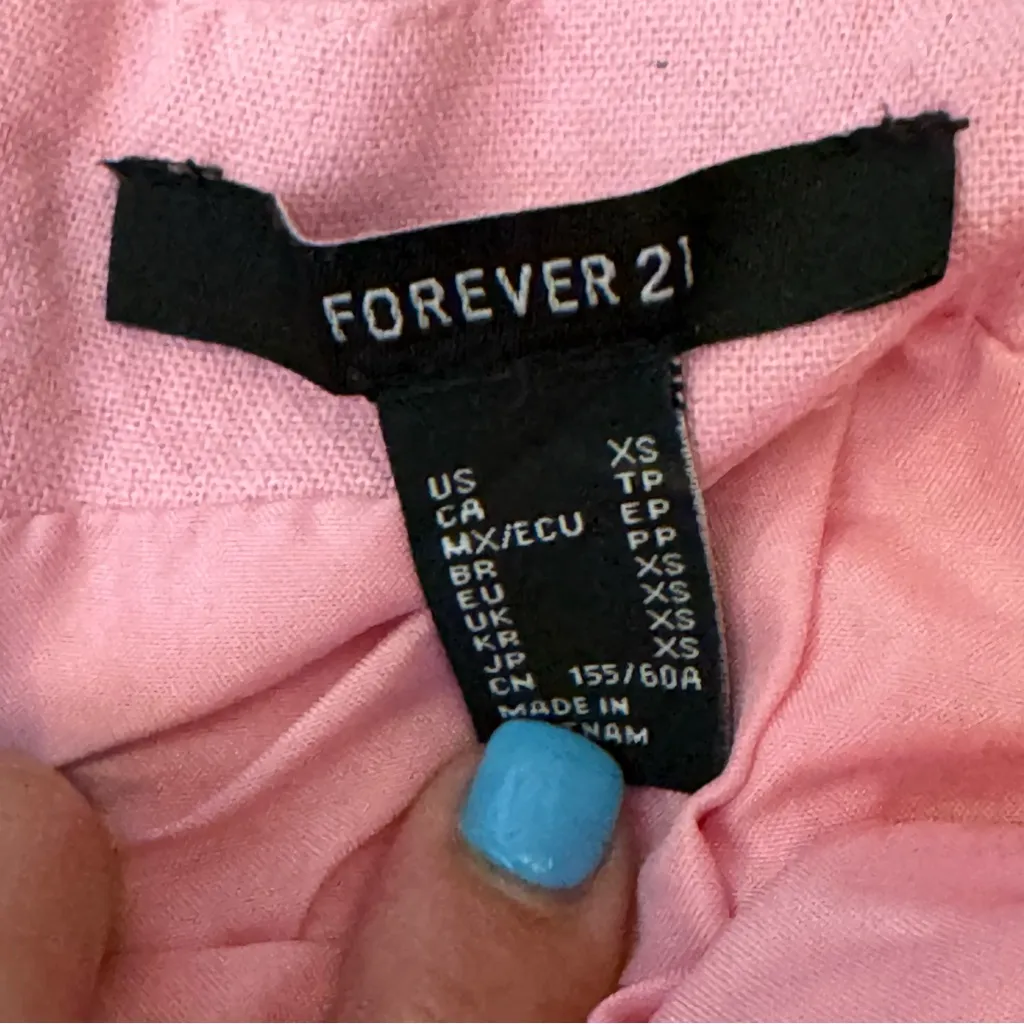 FOREVER 21
US XS
CA TP
MX/ECU EP
BR PP
EU XS
UK XS
KR XS
JP XS
CN 155/60A
MADE IN